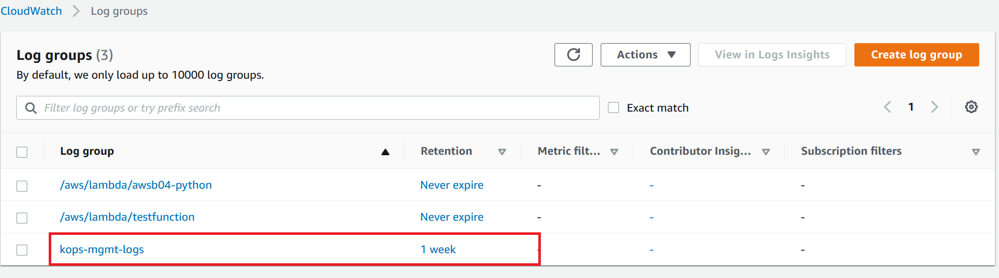 CloudWatch > Log groups
Log groups (3)
By default, we only load up to 10000 log groups.
Actions ▼ View in Logs Insights Create log group
Filter log groups or try prefix search Exact match 1
Log group Retention Metric filt... Contributor Insig... Subscription filters
/aws/lambda/awsb04-python Never expire - - -
/aws/lambda/testfunction Never expire - - -
kops-mgmt-logs 1 week - - -